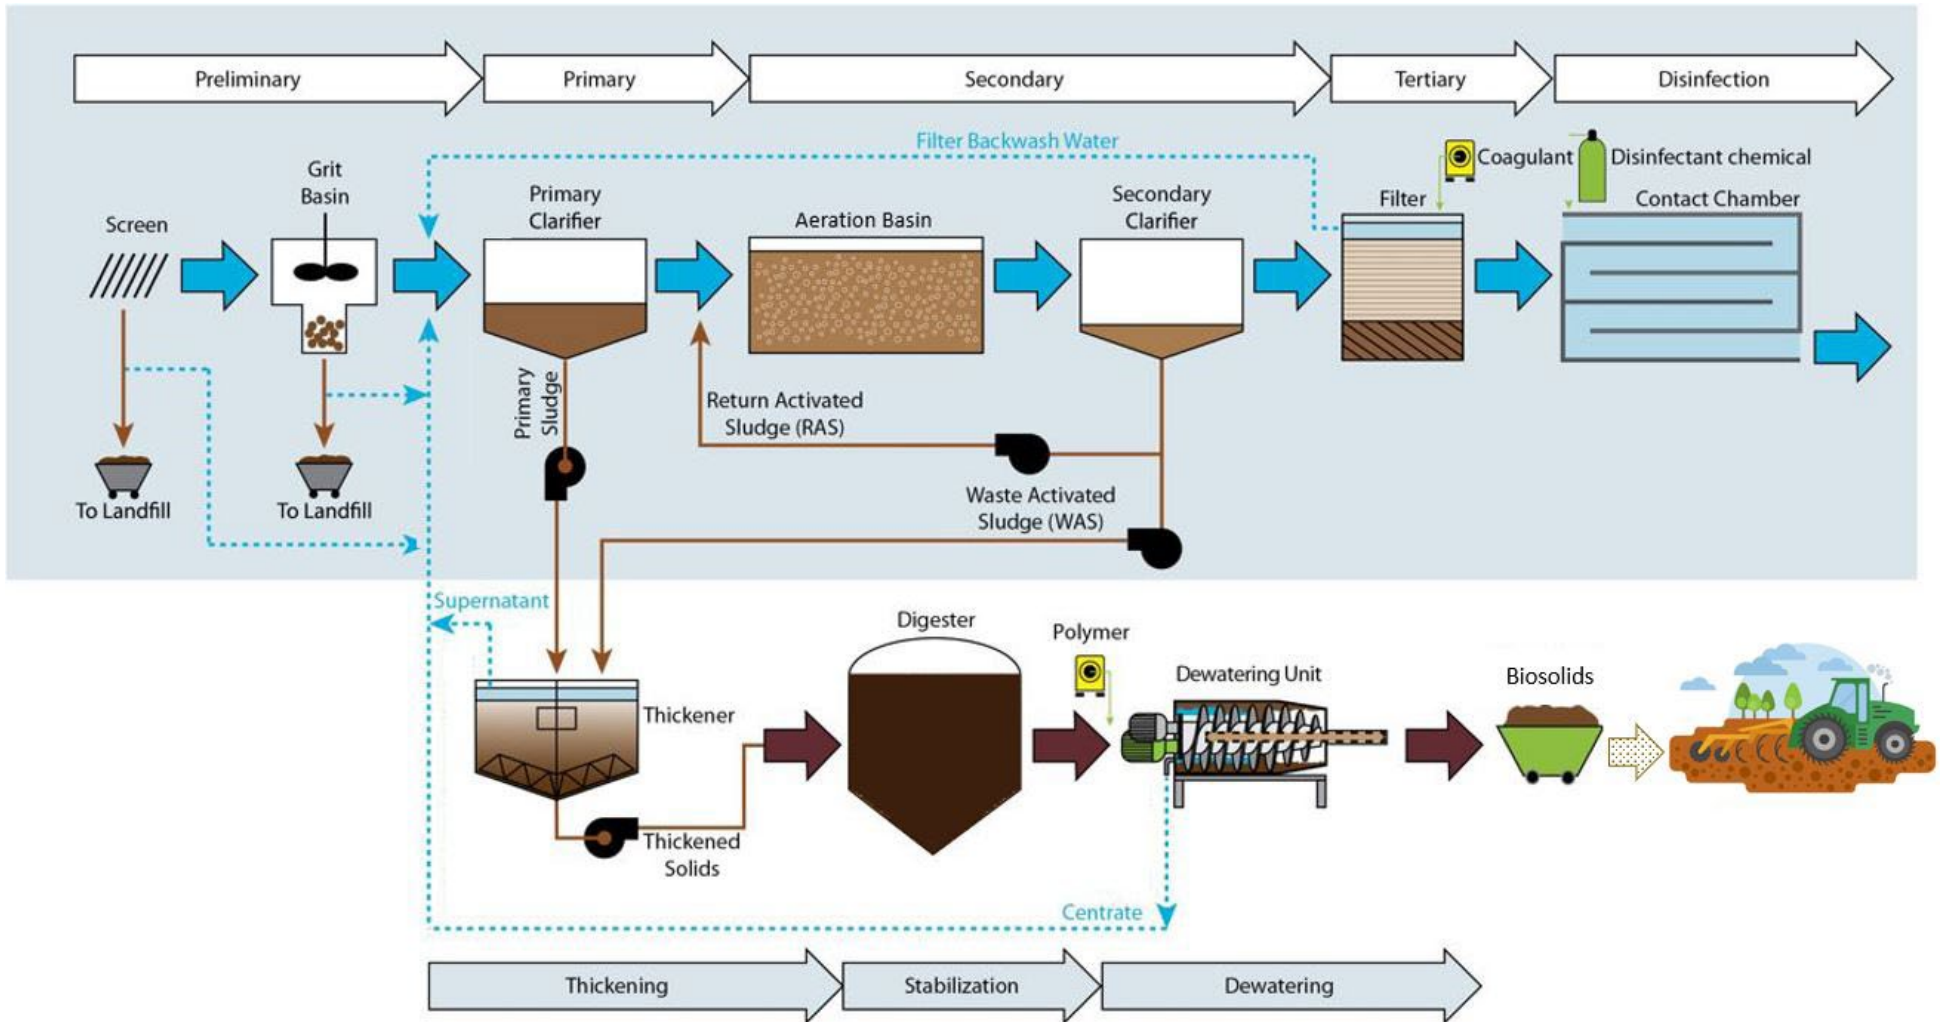 Preliminary
Primary
Secondary
Tertiary
Disinfection
Filter Backwash Water
Coagulant
Disinfectant chemical
Screen
Grit
Basin
Primary
Clarifier
Aeration Basin
Secondary
Clarifier
Filter
Contact Chamber
Primary
Sludge
Return Activated
Sludge (RAS)
Waste Activated
Sludge (WAS)
To Landfill
To Landfill
Supernatant
Thickener
Thickened
Solids
Digester
Polymer
Dewatering Unit
Biosolids
Centrate
Thickening
Stabilization
Dewatering